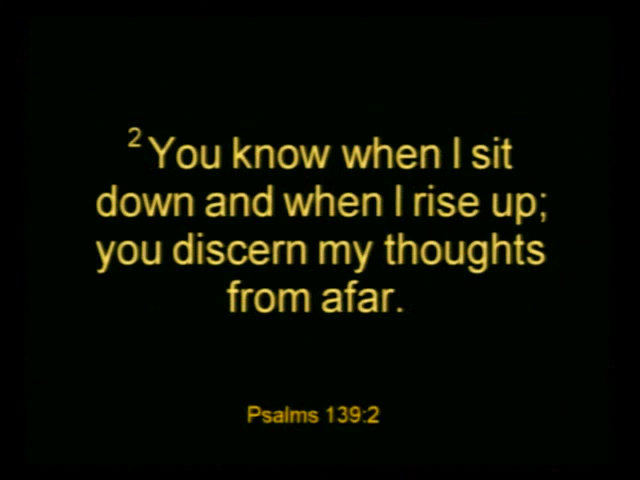 2 You know when I sit
down and when I rise up;
you discern my thoughts
from afar.
Psalms 139:2